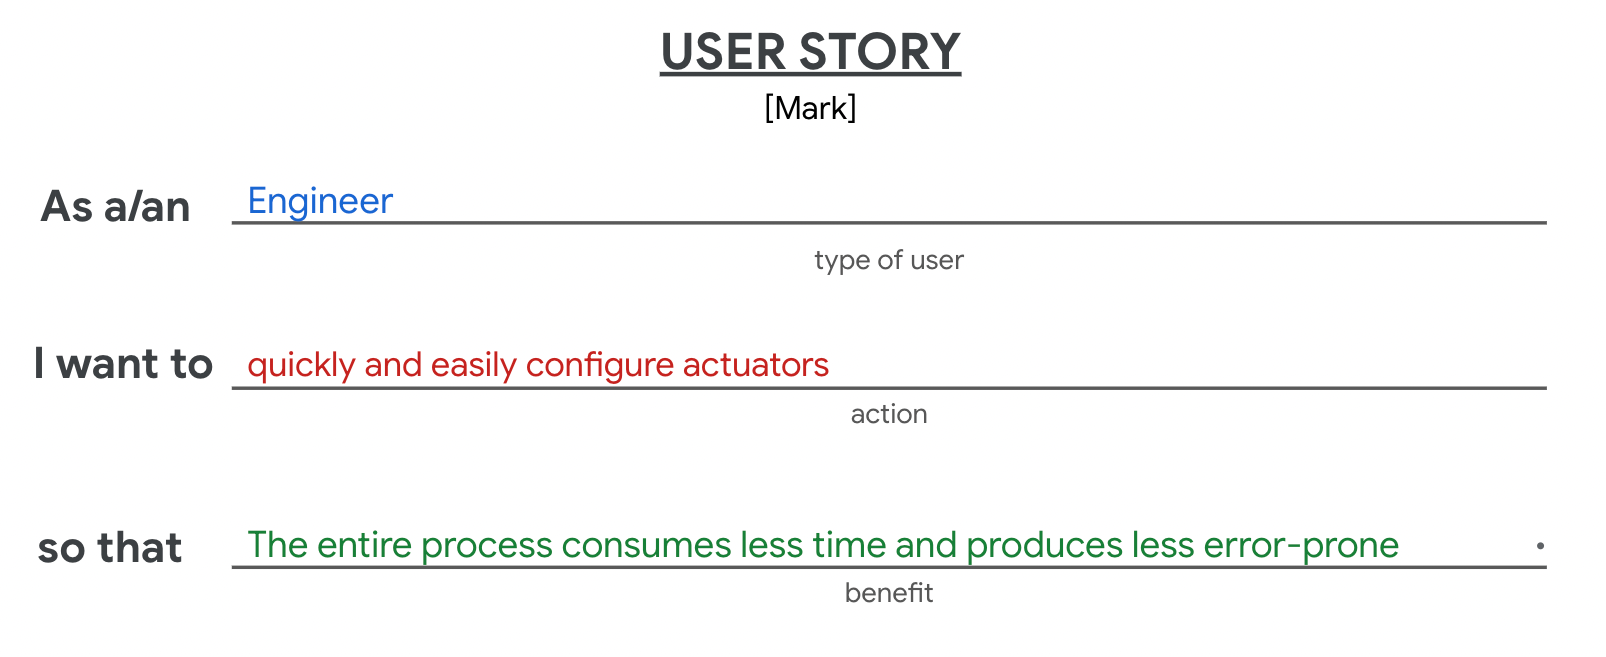 USER STORY
[Mark]
As a/an Engineer
type of user
I want to quickly and easily configure actuators
action
so that The entire process consumes less time and produces less error-prone .
benefit